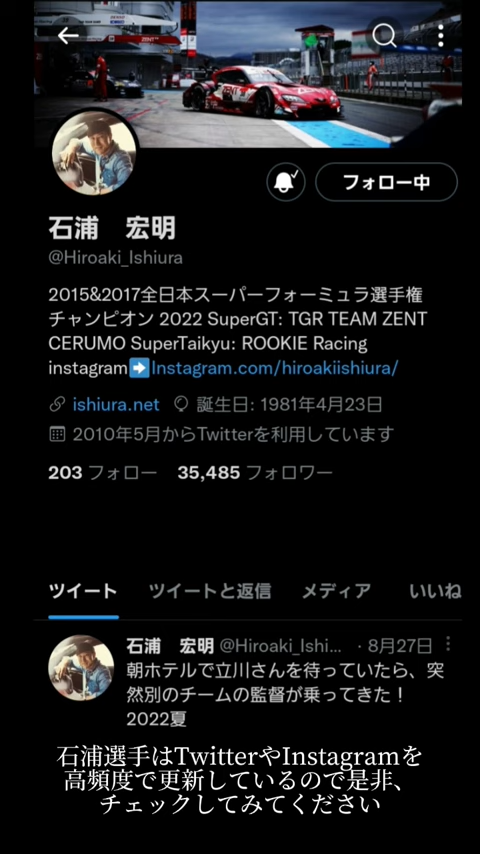 ZENT
フォロー中
石浦　宏明
@Hiroaki_Ishiura
2015&2017全日本スーパーフォーミュラ選手権
チャンピオン 2022 SuperGT: TGR TEAM ZENT
CERUMO SuperTaikyu: ROOKIE Racing
instagram➡️Instagram.com/hiroakiishiura/
ishiura.net 誕生日: 1981年4月23日
2010年5月からTwitterを利用しています
203 フォロー 35,485 フォロワー
ツイート ツイートと返信 メディア いいね
石浦　宏明 @Hiroaki_Ishi... · 8月27日
朝ホテルで立川さんを待っていたら、突
然別のチームの監督が乗ってきた！
2022夏
石浦選手はTwitterやInstagramを
高頻度で更新しているので是非、
チェックしてみてください